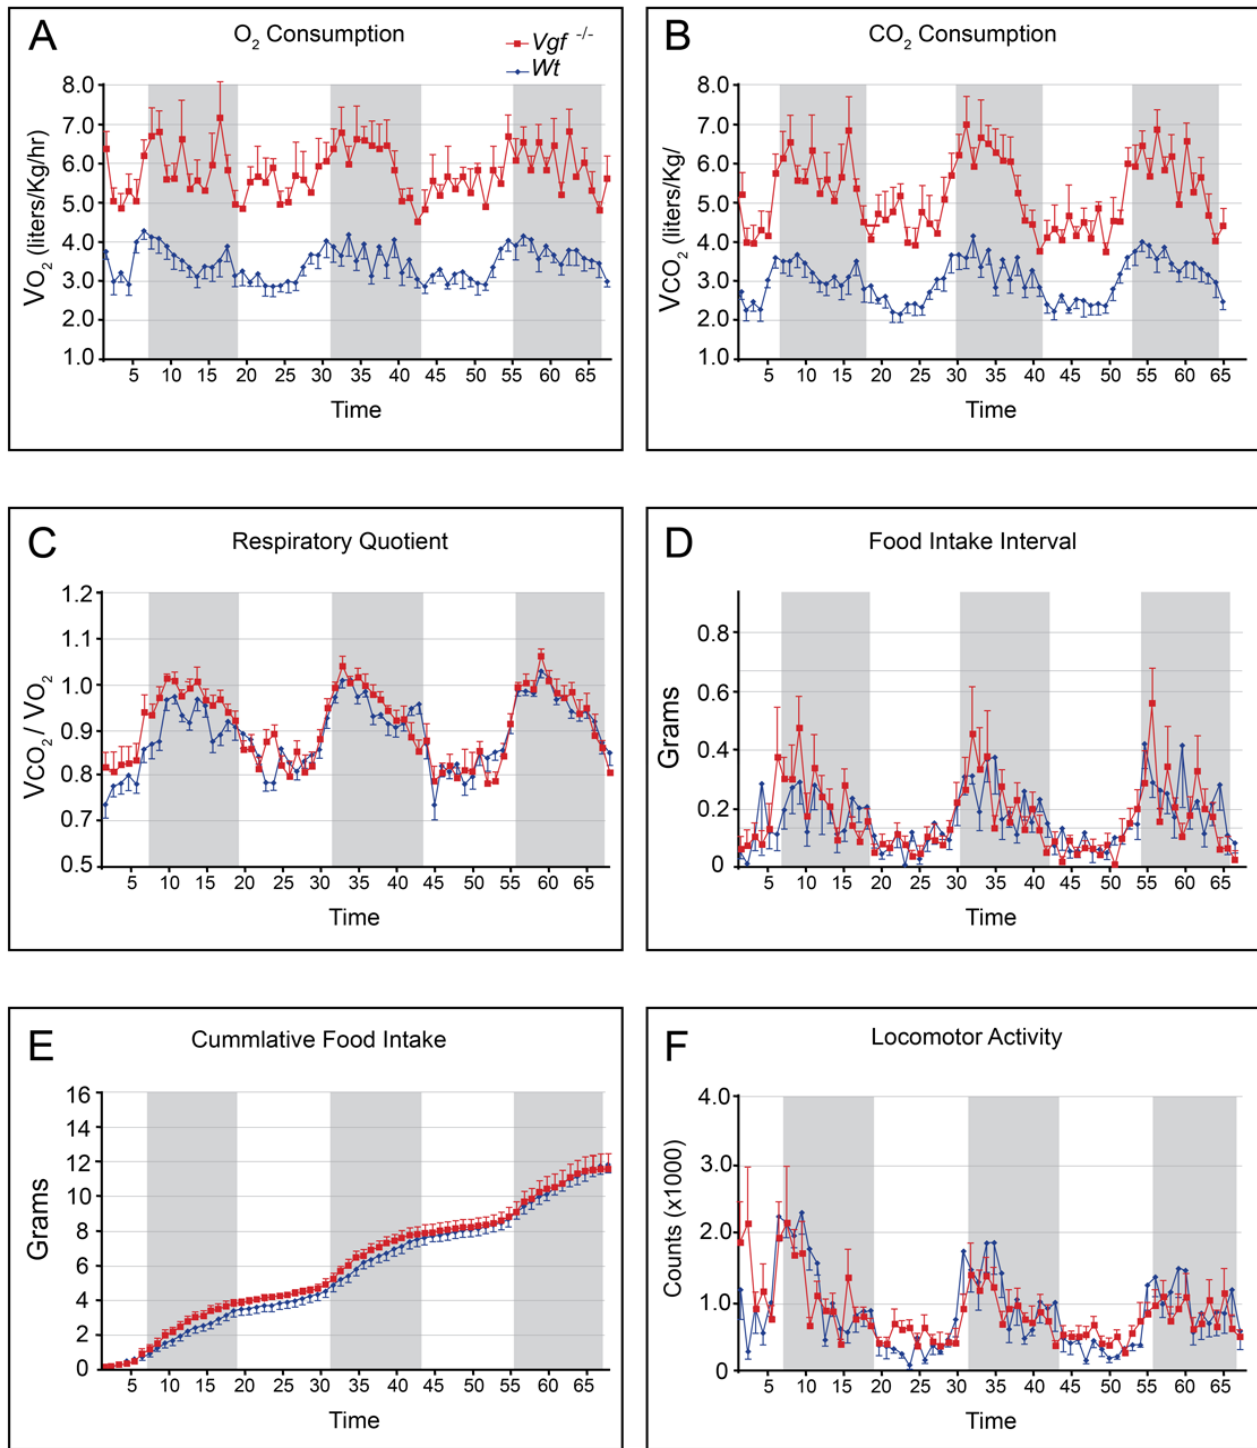 A
O2 Consumption
Vgf -/-
Wt
8.0
7.0
6.0
5.0
4.0
3.0
2.0
1.0
VO2 (liters/Kg/hr)
5 10 15 20 25 30 35 40 45 50 55 60 65
Time
B
CO2 Consumption
8.0
7.0
6.0
5.0
4.0
3.0
2.0
1.0
VCO2 (liters/Kg/
5 10 15 20 25 30 35 40 45 50 55 60 65
Time
C
Respiratory Quotient
1.2
1.1
1.0
0.9
0.8
0.7
0.5
VCO2 / VO2
5 10 15 20 25 30 35 40 45 50 55 60 65
Time
D
Food Intake Interval
0.8
0.6
0.4
0.2
0
Grams
5 10 15 20 25 30 35 40 45 50 55 60 65
Time
E
Cummlative Food Intake
16
14
12
10
8
6
4
2
0
Grams
5 10 15 20 25 30 35 40 45 50 55 60 65
Time
F
Locomotor Activity
4.0
3.0
2.0
1.0
0
Counts (x1000)
5 10 15 20 25 30 35 40 45 50 55 60 65
Time